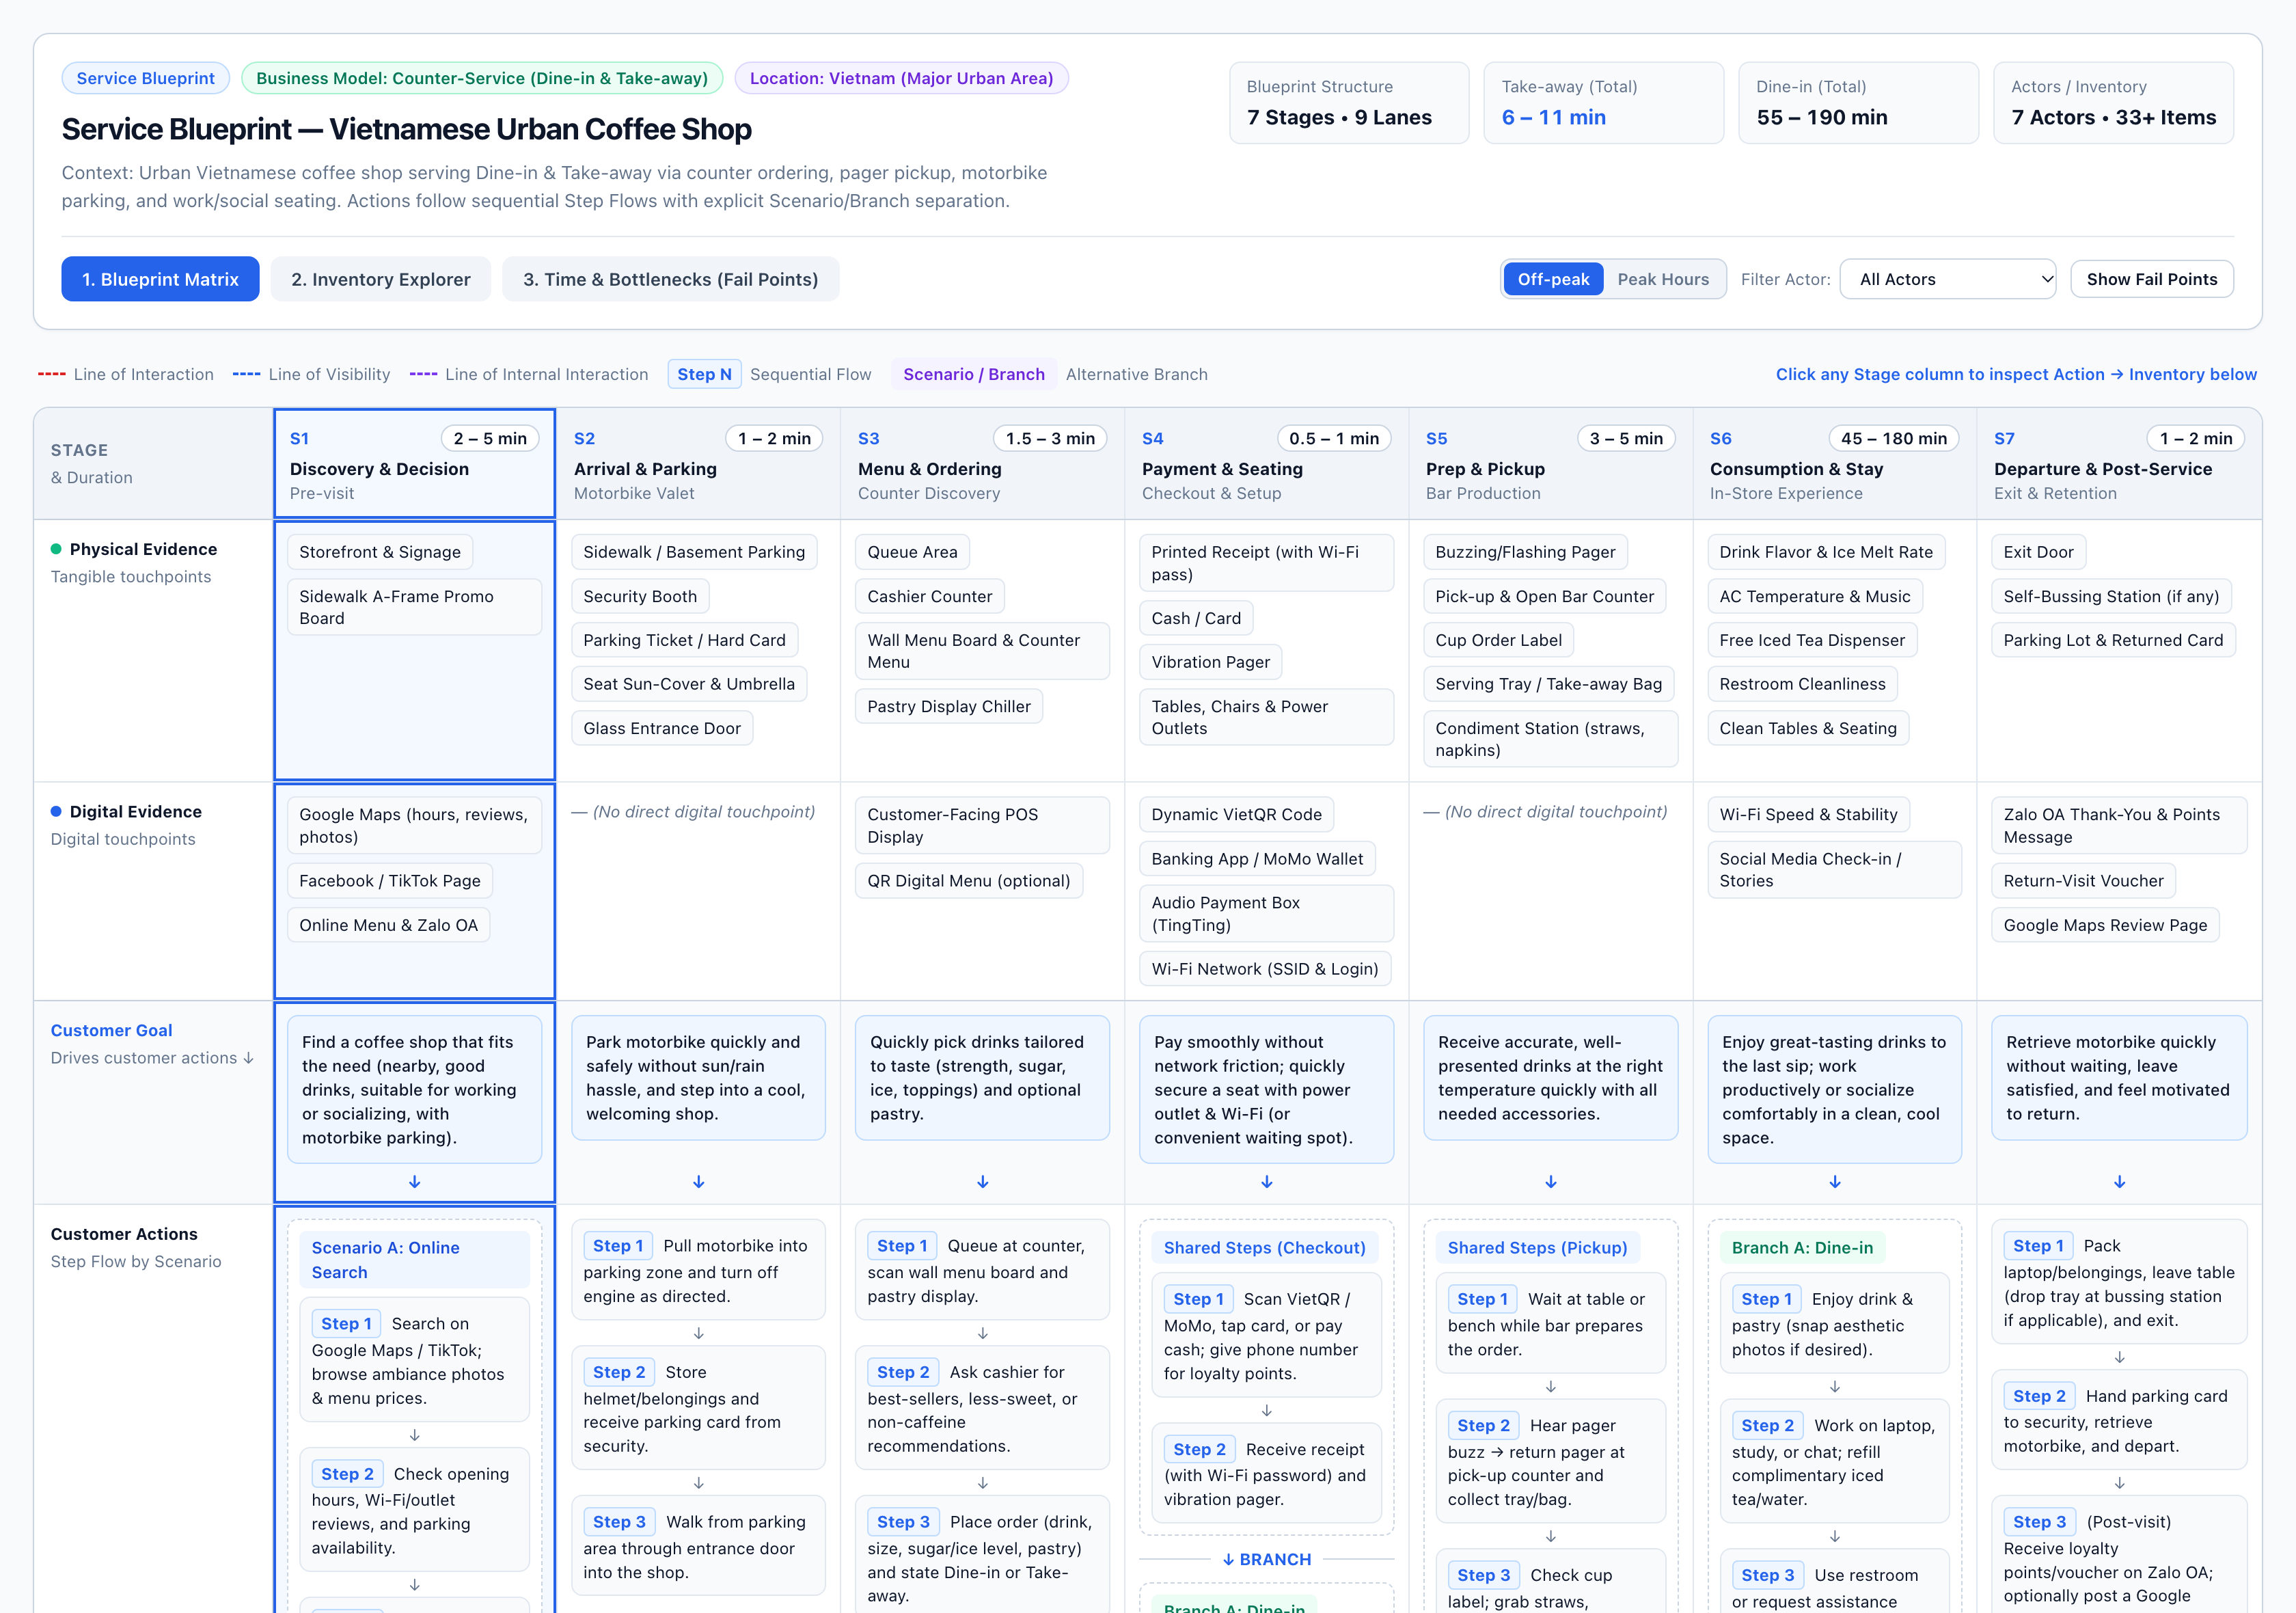 Service Blueprint
Business Model: Counter-Service (Dine-in & Take-away)
Location: Vietnam (Major Urban Area)
Service Blueprint — Vietnamese Urban Coffee Shop
Context: Urban Vietnamese coffee shop serving Dine-in & Take-away via counter ordering, pager pickup, motorbike
parking, and work/social seating. Actions follow sequential Step Flows with explicit Scenario/Branch separation.
Blueprint Structure
7 Stages • 9 Lanes
Take-away (Total)
6 – 11 min
Dine-in (Total)
55 – 190 min
Actors / Inventory
7 Actors • 33+ Items
1. Blueprint Matrix
2. Inventory Explorer
3. Time & Bottlenecks (Fail Points)
Off-peak
Peak Hours
Filter Actor:
All Actors
Show Fail Points
Line of Interaction
Line of Visibility
Line of Internal Interaction
Step N
Sequential Flow
Scenario / Branch
Alternative Branch
Click any Stage column to inspect Action → Inventory below
STAGE
& Duration
S1
2 – 5 min
Discovery & Decision
Pre-visit
S2
1 – 2 min
Arrival & Parking
Motorbike Valet
S3
1.5 – 3 min
Menu & Ordering
Counter Discovery
S4
0.5 – 1 min
Payment & Seating
Checkout & Setup
S5
3 – 5 min
Prep & Pickup
Bar Production
S6
45 – 180 min
Consumption & Stay
In-Store Experience
S7
1 – 2 min
Departure & Post-Service
Exit & Retention
Physical Evidence
Tangible touchpoints
Storefront & Signage
Sidewalk A-Frame Promo
Board
Sidewalk / Basement Parking
Security Booth
Parking Ticket / Hard Card
Seat Sun-Cover & Umbrella
Glass Entrance Door
Queue Area
Cashier Counter
Wall Menu Board & Counter
Menu
Pastry Display Chiller
Printed Receipt (with Wi-Fi
pass)
Cash / Card
Vibration Pager
Tables, Chairs & Power
Outlets
Buzzing/Flashing Pager
Pick-up & Open Bar Counter
Cup Order Label
Serving Tray / Take-away Bag
Condiment Station (straws,
napkins)
Drink Flavor & Ice Melt Rate
AC Temperature & Music
Free Iced Tea Dispenser
Restroom Cleanliness
Clean Tables & Seating
Exit Door
Self-Bussing Station (if any)
Parking Lot & Returned Card
Digital Evidence
Digital touchpoints
Google Maps (hours, reviews,
photos)
Facebook / TikTok Page
Online Menu & Zalo OA
— (No direct digital touchpoint)
Customer-Facing POS
Display
QR Digital Menu (optional)
Dynamic VietQR Code
Banking App / MoMo Wallet
Audio Payment Box
(TingTing)
Wi-Fi Network (SSID & Login)
— (No direct digital touchpoint)
Wi-Fi Speed & Stability
Social Media Check-in /
Stories
Zalo OA Thank-You & Points
Message
Return-Visit Voucher
Google Maps Review Page
Customer Goal
Drives customer actions ↓
Find a coffee shop that fits
the need (nearby, good
drinks, suitable for working
or socializing, with
motorbike parking).
↓
Park motorbike quickly and
safely without sun/rain
hassle, and step into a cool,
welcoming shop.
↓
Quickly pick drinks tailored
to taste (strength, sugar,
ice, toppings) and optional
pastry.
↓
Pay smoothly without
network friction; quickly
secure a seat with power
outlet & Wi-Fi (or
convenient waiting spot).
↓
Receive accurate, well-
presented drinks at the right
temperature quickly with all
needed accessories.
↓
Enjoy great-tasting drinks to
the last sip; work
productively or socialize
comfortably in a clean, cool
space.
↓
Retrieve motorbike quickly
without waiting, leave
satisfied, and feel motivated
to return.
↓
Customer Actions
Step Flow by Scenario
Scenario A: Online
Search
Step 1 Search on
Google Maps / TikTok;
browse ambiance photos
& menu prices.
↓
Step 2 Check opening
hours, Wi-Fi/outlet
reviews, and parking
availability.
↓
Step 1 Pull motorbike into
parking zone and turn off
engine as directed.
↓
Step 2 Store
helmet/belongings and
receive parking card from
security.
↓
Step 3 Walk from parking
area through entrance door
into the shop.
Step 1 Queue at counter,
scan wall menu board and
pastry display.
↓
Step 2 Ask cashier for
best-sellers, less-sweet, or
non-caffeine
recommendations.
↓
Step 3 Place order (drink,
size, sugar/ice level, pastry)
and state Dine-in or Take-
away.
Shared Steps (Checkout)
Step 1 Scan VietQR /
MoMo, tap card, or pay
cash; give phone number
for loyalty points.
↓
Step 2 Receive receipt
(with Wi-Fi password) and
vibration pager.
↓ BRANCH
Branch A: Dine-in
Shared Steps (Pickup)
Step 1 Wait at table or
bench while bar prepares
the order.
↓
Step 2 Hear pager
buzz → return pager at
pick-up counter and
collect tray/bag.
↓
Step 3 Check cup
label; grab straws,
Branch A: Dine-in
Step 1 Enjoy drink &
pastry (snap aesthetic
photos if desired).
↓
Step 2 Work on laptop,
study, or chat; refill
complimentary iced
tea/water.
↓
Step 3 Use restroom
or request assistance
Step 1 Pack
laptop/belongings, leave table
(drop tray at bussing station
if applicable), and exit.
↓
Step 2 Hand parking card
to security, retrieve
motorbike, and depart.
↓
Step 3 (Post-visit)
Receive loyalty
points/voucher on Zalo OA;
optionally post a Google